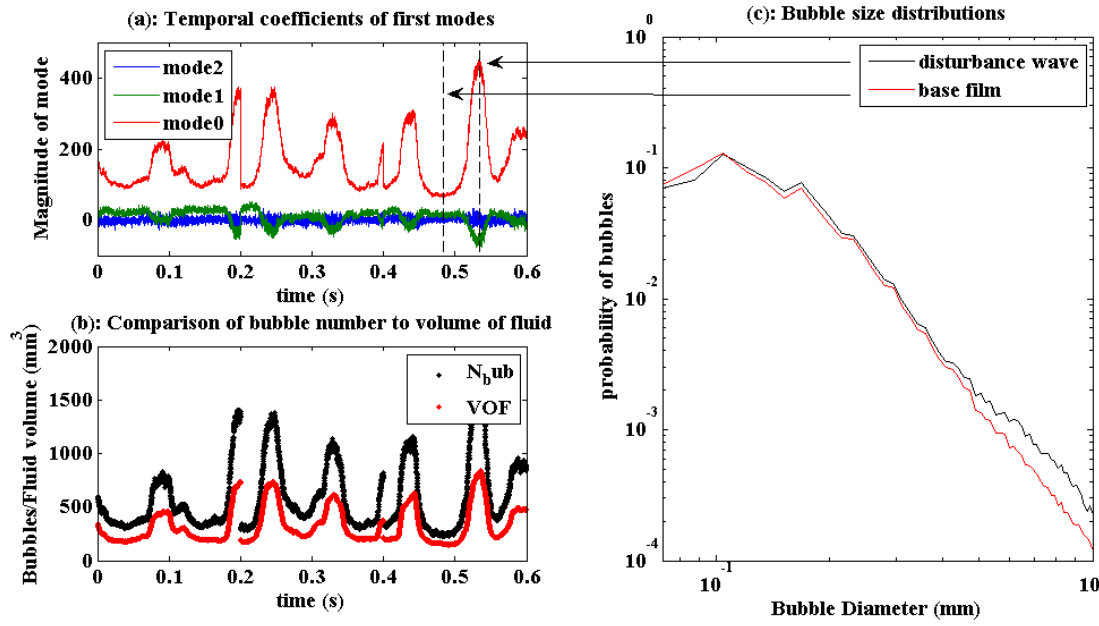 (a): Temporal coefficients of first modes
mode2
mode1
mode0
400
200
0
Magnitude of mode
0 0.1 0.2 0.3 0.4 0.5 0.6
time (s)
(b): Comparison of bubble number to volume of fluid
N_bub
VOF
2000
1500
1000
500
0
Bubbles/Fluid volume (mm^3)
0 0.1 0.2 0.3 0.4 0.5 0.6
time (s)
0
(c): Bubble size distributions
disturbance wave
base film
10^0
10^-1
10^-2
10^-3
10^-4
probability of bubbles
10^-1 10
Bubble Diameter (mm)